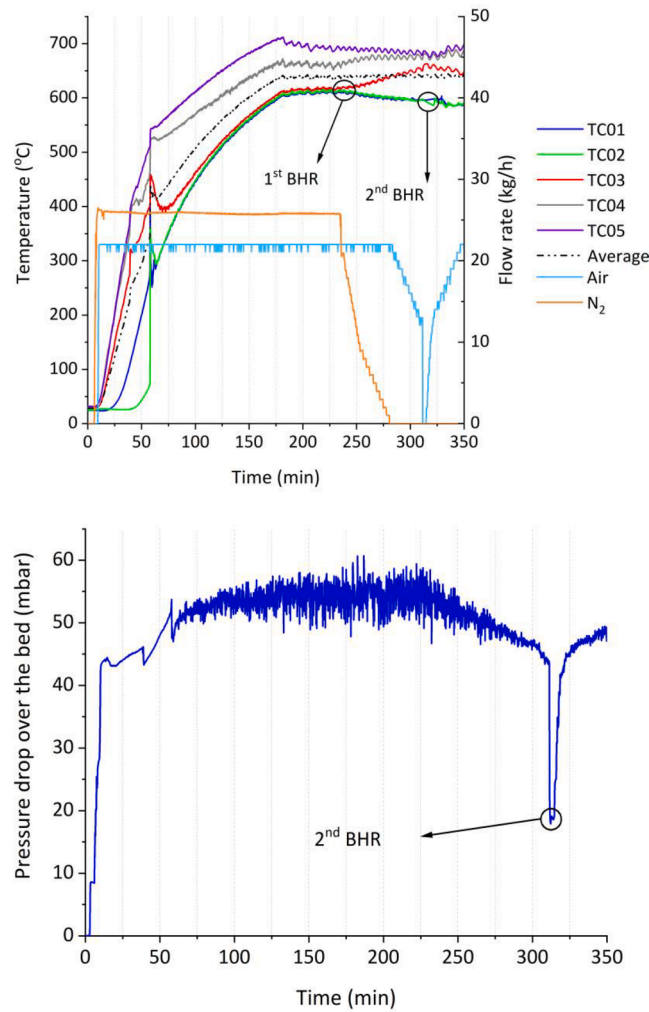 700
600
500
400
300
200
100
0
Temperature (°C)
50
40
30
20
10
0
Flow rate (kg/h)
0 50 100 150 200 250 300 350
Time (min)
1st BHR
2nd BHR
TC01
TC02
TC03
TC04
TC05
Average
Air
N2
60
50
40
30
20
10
0
Pressure drop over the bed (mbar)
2nd BHR
0 50 100 150 200 250 300 350
Time (min)